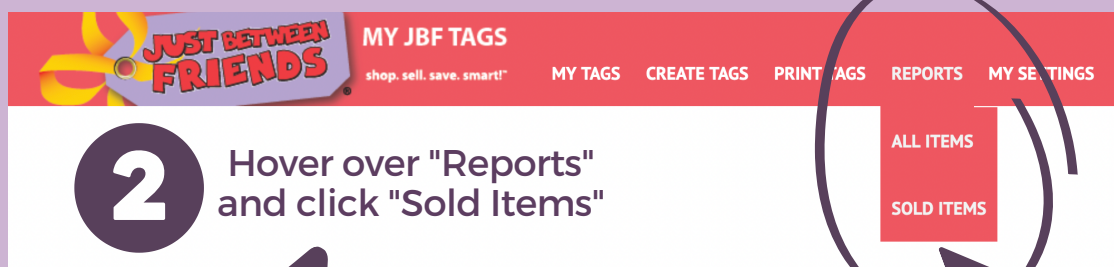 JUST BETWEEN
FRIENDS
®
MY JBF TAGS
shop. sell. save. smart!™
MY TAGS CREATE TAGS PRINT TAGS REPORTS MY SETTINGS
ALL ITEMS
SOLD ITEMS
2
Hover over "Reports"
and click "Sold Items"